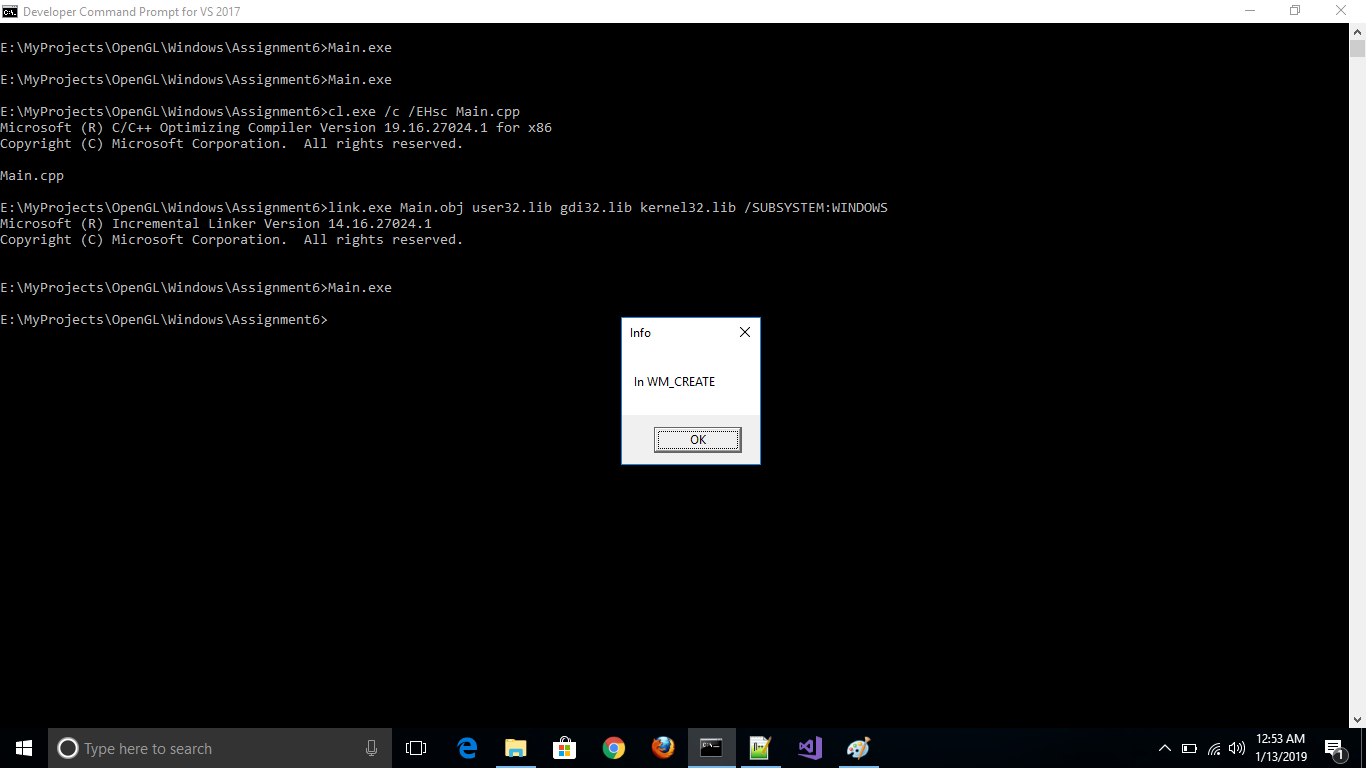 Developer Command Prompt for VS 2017
E:\MyProjects\OpenGL\Windows\Assignment6>Main.exe
E:\MyProjects\OpenGL\Windows\Assignment6>Main.exe
E:\MyProjects\OpenGL\Windows\Assignment6>cl.exe /c /EHsc Main.cpp
Microsoft (R) C/C++ Optimizing Compiler Version 19.16.27024.1 for x86
Copyright (C) Microsoft Corporation.  All rights reserved.
Main.cpp
E:\MyProjects\OpenGL\Windows\Assignment6>link.exe Main.obj user32.lib gdi32.lib kernel32.lib /SUBSYSTEM:WINDOWS
Microsoft (R) Incremental Linker Version 14.16.27024.1
Copyright (C) Microsoft Corporation.  All rights reserved.
E:\MyProjects\OpenGL\Windows\Assignment6>Main.exe
E:\MyProjects\OpenGL\Windows\Assignment6>
Info
In WM_CREATE
OK
Type here to search
12:53 AM
1/13/2019
1